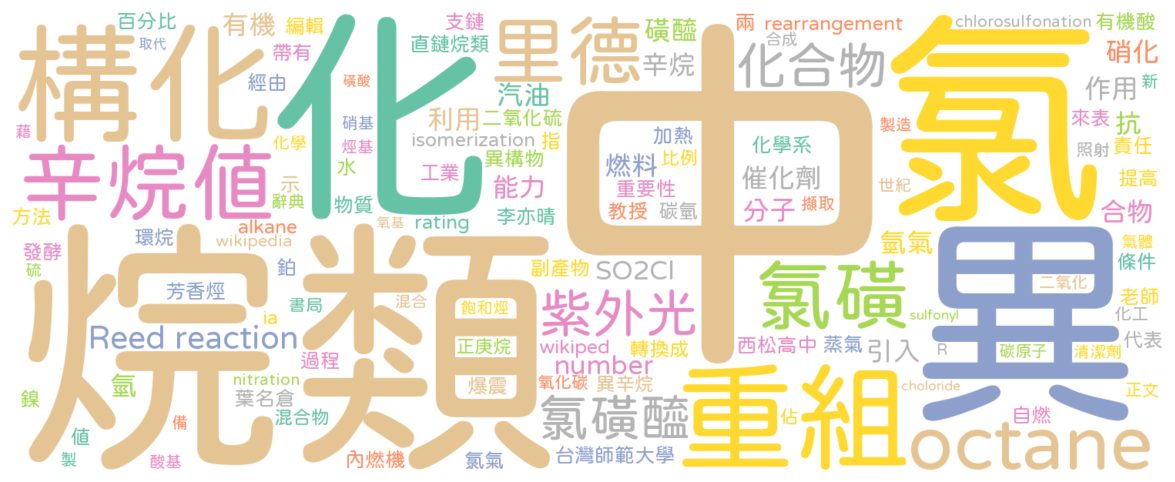 百分比
取代
有機
編輯
支鏈
直鏈烷類
里德
磺醯
兩
rearrangement
chlorosulfonation
有機酸
合成
辛烷
化合物
氯
硝化
構化
化
帶有
經由
磺酸
汽油
作用
新
藉
硝基
利用
二氧化硫
中
製造
來表
抗
化學
烴基
isomerization
指
加熱
化學系
照射
責任
辛烷值
水
工業
異構物
燃料
比例
催化劑
世紀
提高
示
辭典
物質
能力
重要性
方法
氧基
rating
李亦晴
教授
碳氫
分子
擷取
合物
環烷
alkane
wikipedia
發酵
硫
鉑
烷類
副產物
SO2Cl
氫氣
氣體
條件
異
芳香烴
書局
混合
飽和烴
紫外光
氯磺
二氧化
老師
ia
sulfonyl
化工
Reed reaction
過程
正庚烷
wikiped
轉換成
西松高中
蒸氣
引入
R
碳原子
清潔劑
代表
number
nitration
鎳
氫
葉名倉
混合物
爆震
氧化碳
異辛烷
重組
choloride
正文
備
氯磺醯
佔
自燃
值
製
酸基
內燃機
氯氣
台灣師範大學
octane